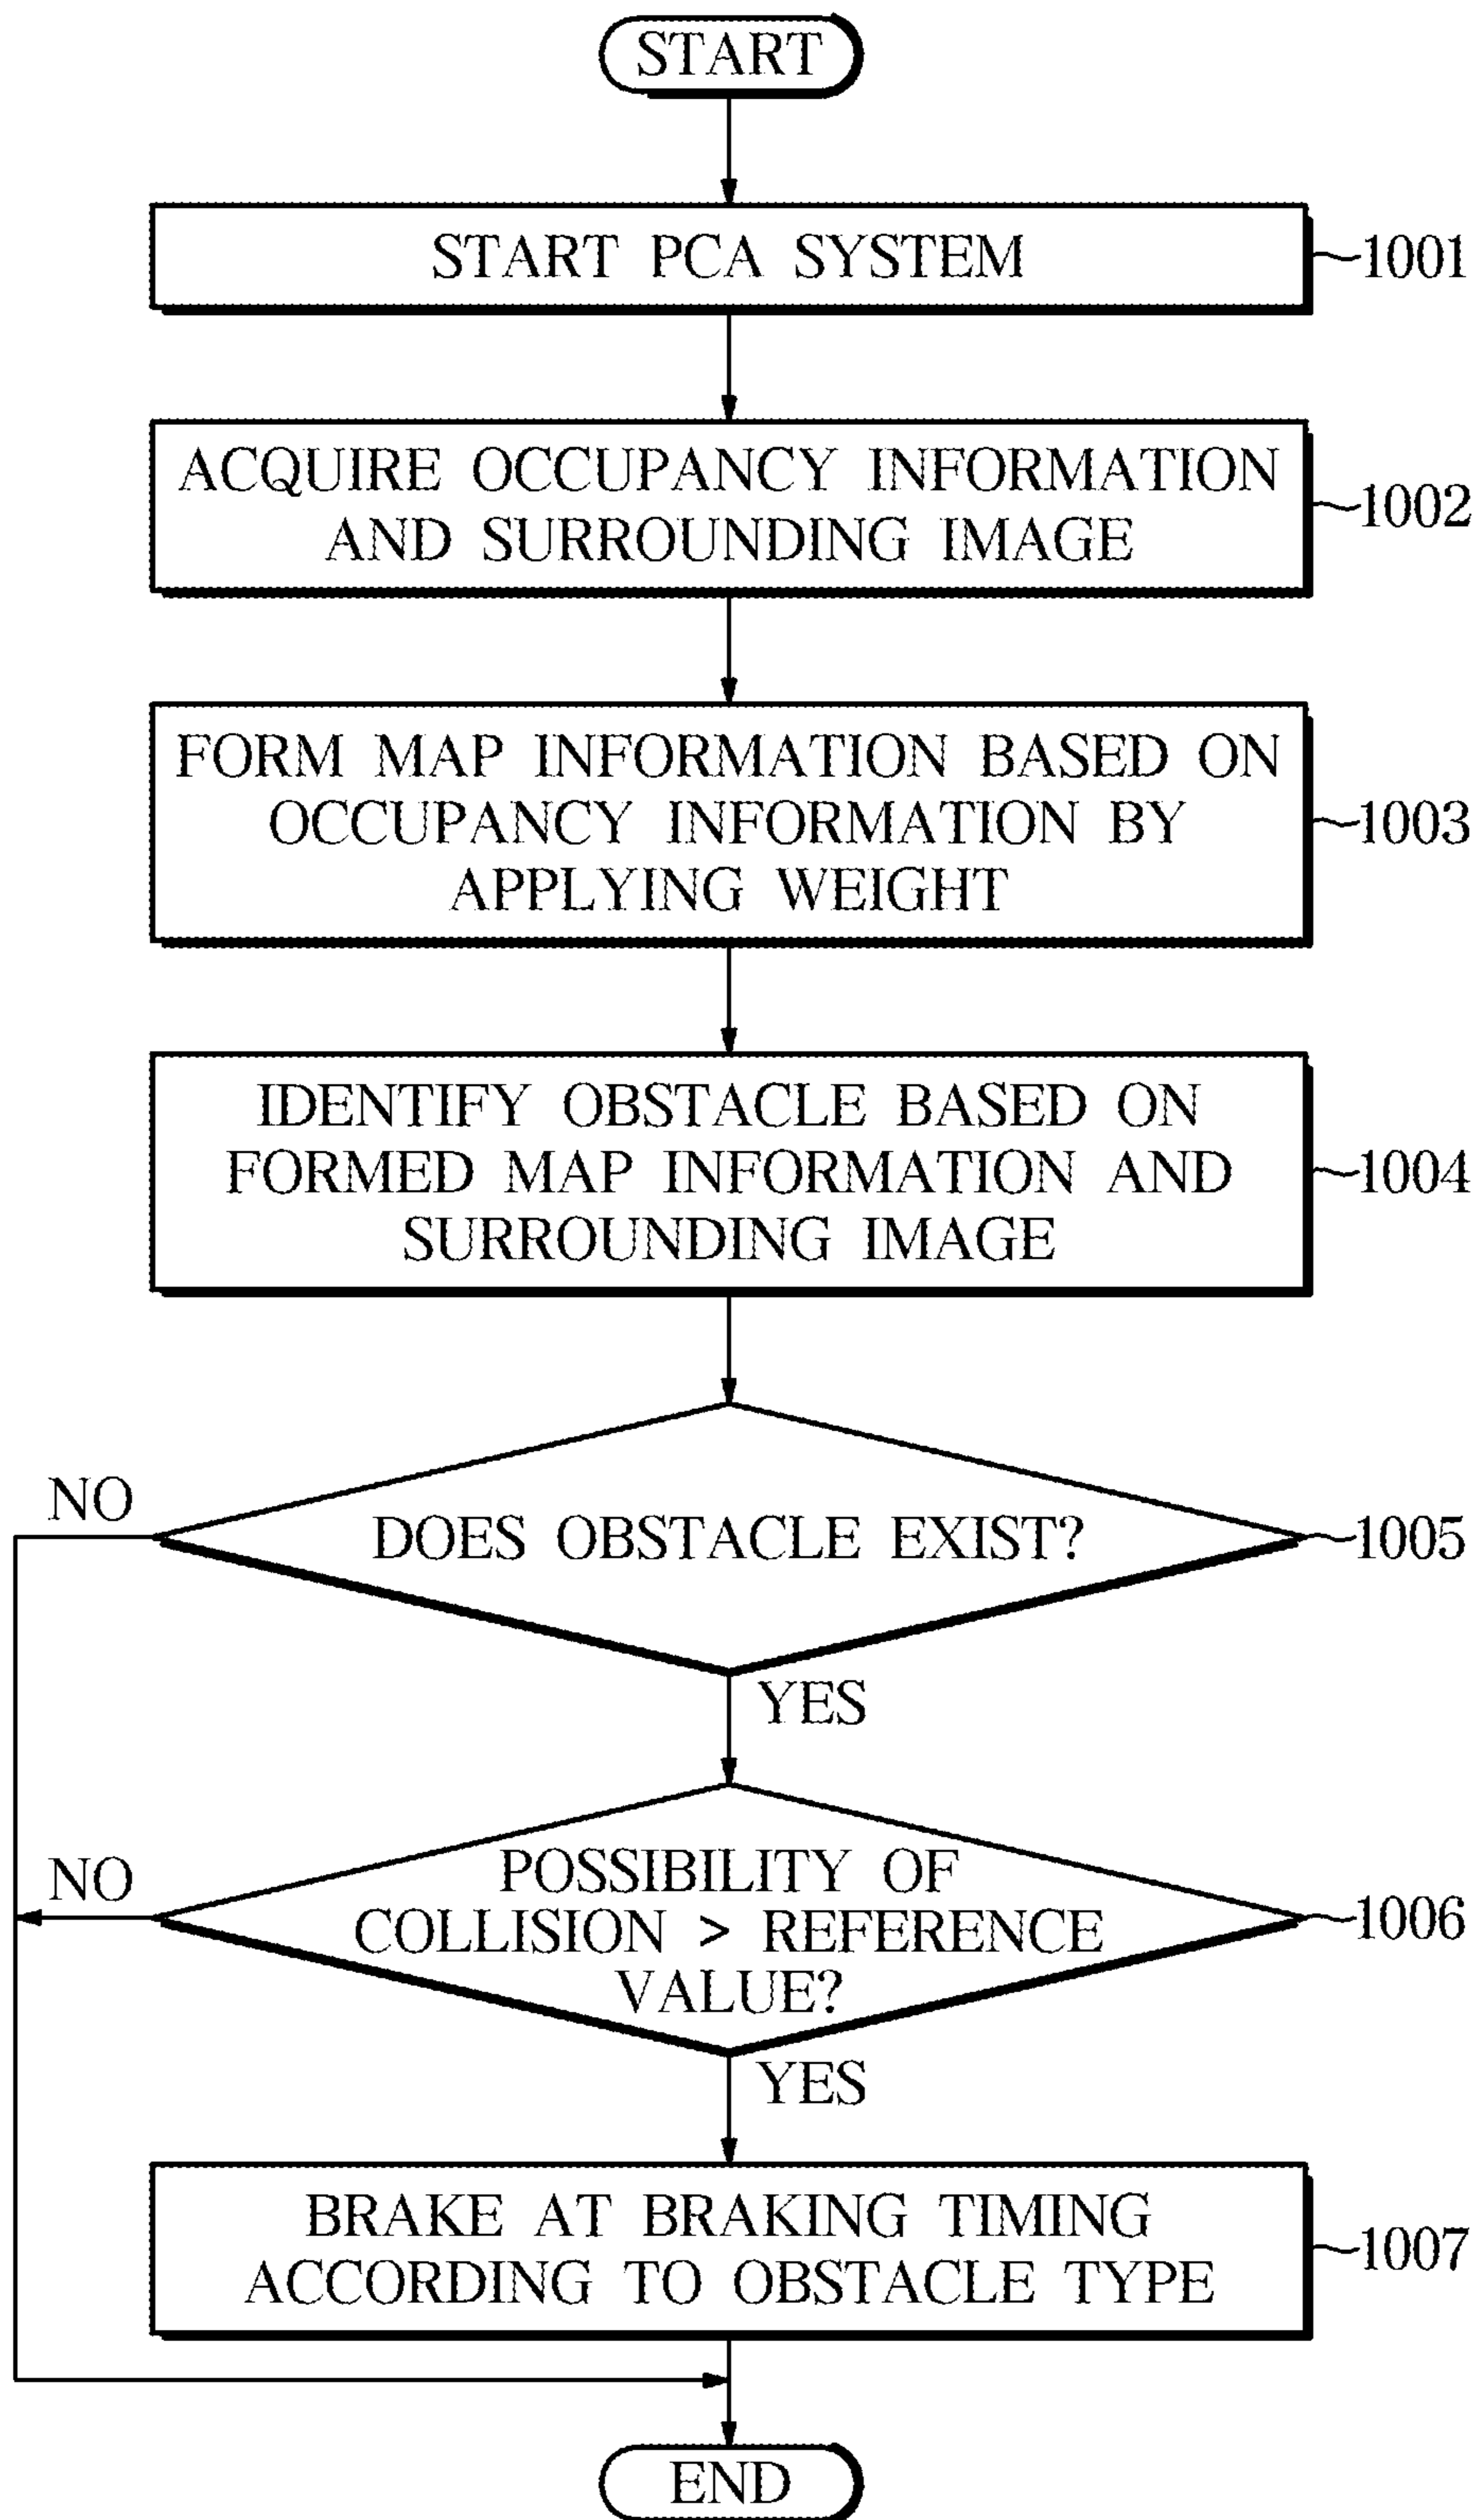 START
START PCA SYSTEM
1001
ACQUIRE OCCUPANCY INFORMATION
AND SURROUNDING IMAGE
1002
FORM MAP INFORMATION BASED ON
OCCUPANCY INFORMATION BY
APPLYING WEIGHT
1003
IDENTIFY OBSTACLE BASED ON
FORMED MAP INFORMATION AND
SURROUNDING IMAGE
1004
NO
DOES OBSTACLE EXIST?
1005
YES
NO
POSSIBILITY OF
COLLISION > REFERENCE
VALUE?
1006
YES
BRAKE AT BRAKING TIMING
ACCORDING TO OBSTACLE TYPE
1007
END